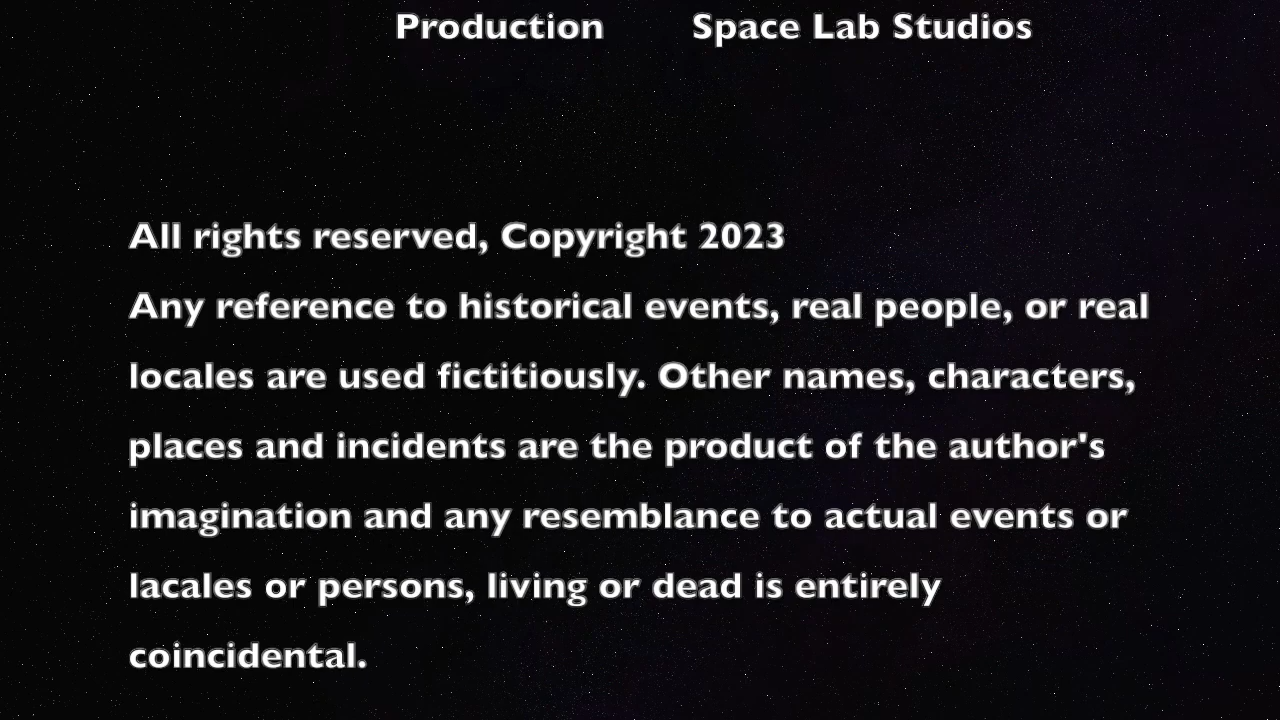 Production Space Lab Studios
All rights reserved, Copyright 2023
Any reference to historical events, real people, or real
locales are used fictitiously. Other names, characters,
places and incidents are the product of the author's
imagination and any resemblance to actual events or
lacales or persons, living or dead is entirely
coincidental.